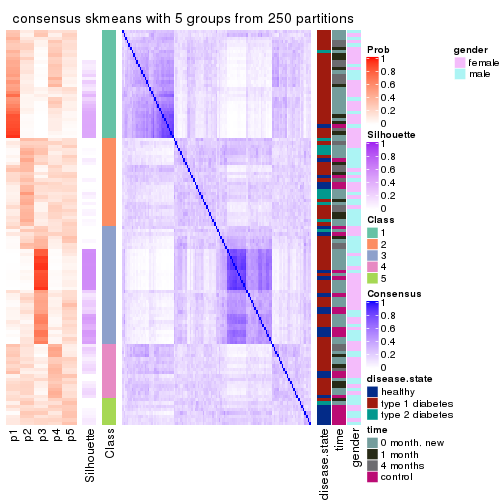 consensus skmeans with 5 groups from 250 partitions
Prob
1
0.8
0.6
0.4
0.2
0
gender
female
male
Silhouette
1
0.8
0.6
0.4
0.2
0
Class
1
2
3
4
5
Consensus
1
0.8
0.6
0.4
0.2
0
disease.state
healthy
type 1 diabetes
type 2 diabetes
time
0 month. new
1 month
4 months
control
p1
p2
p3
p4
p5
Silhouette
Class
disease.state
time
gender